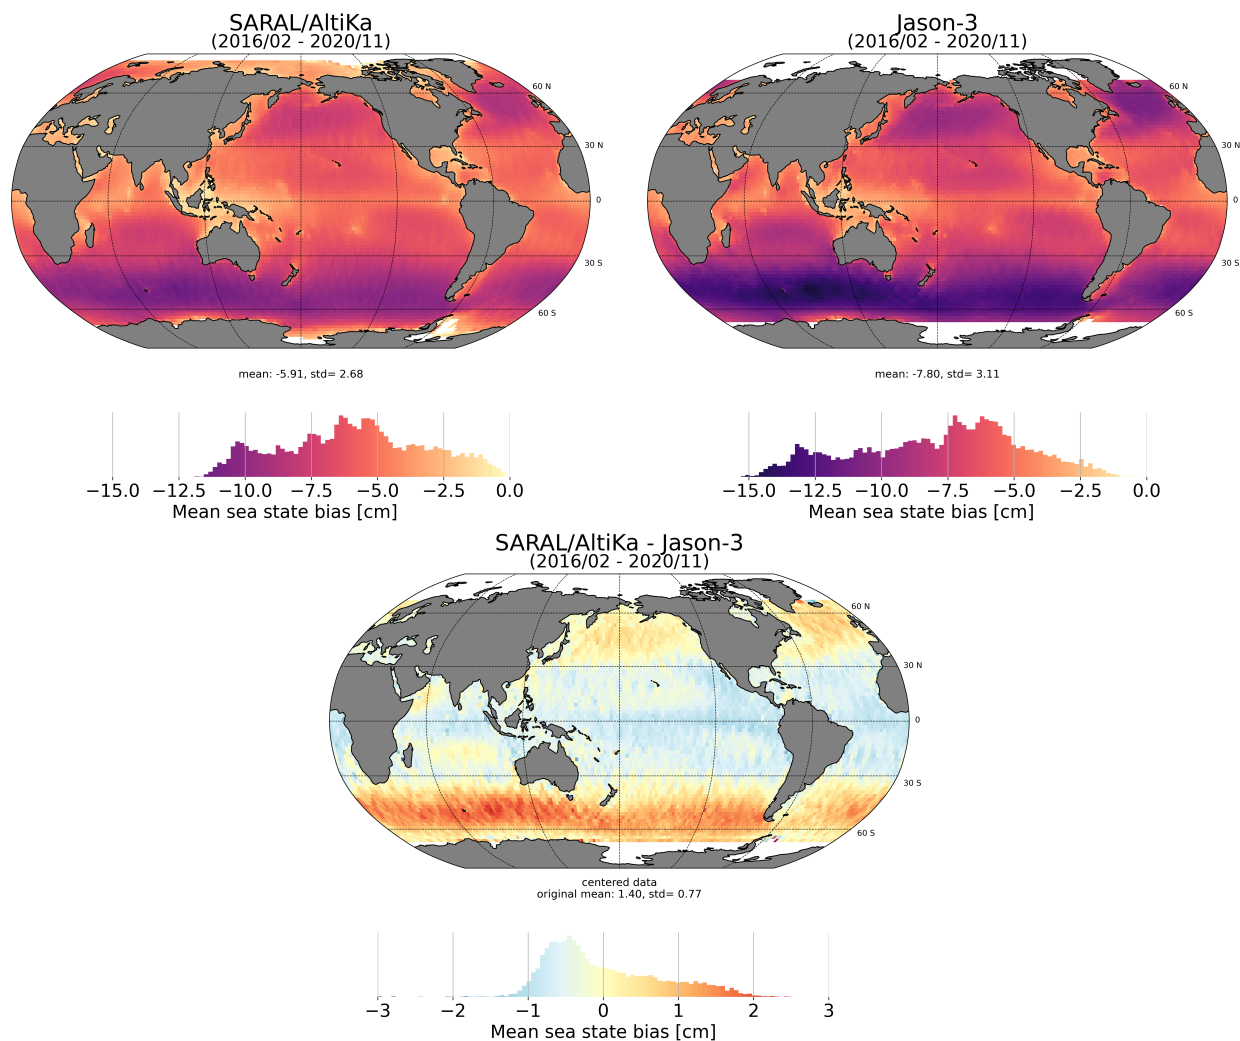 SARAL/AltiKa
(2016/02 - 2020/11)
60 N
30 N
0
30 S
60 S
mean: -5.91, std= 2.68
−15.0 −12.5 −10.0 −7.5 −5.0 −2.5 0.0
Mean sea state bias [cm]
Jason-3
(2016/02 - 2020/11)
60 N
30 N
0
30 S
60 S
mean: -7.80, std= 3.11
−15.0 −12.5 −10.0 −7.5 −5.0 −2.5 0.0
Mean sea state bias [cm]
SARAL/AltiKa - Jason-3
(2016/02 - 2020/11)
60 N
30 N
0
30 S
60 S
centered data
original mean: 1.40, std= 0.77
−3 −2 −1 0 1 2 3
Mean sea state bias [cm]